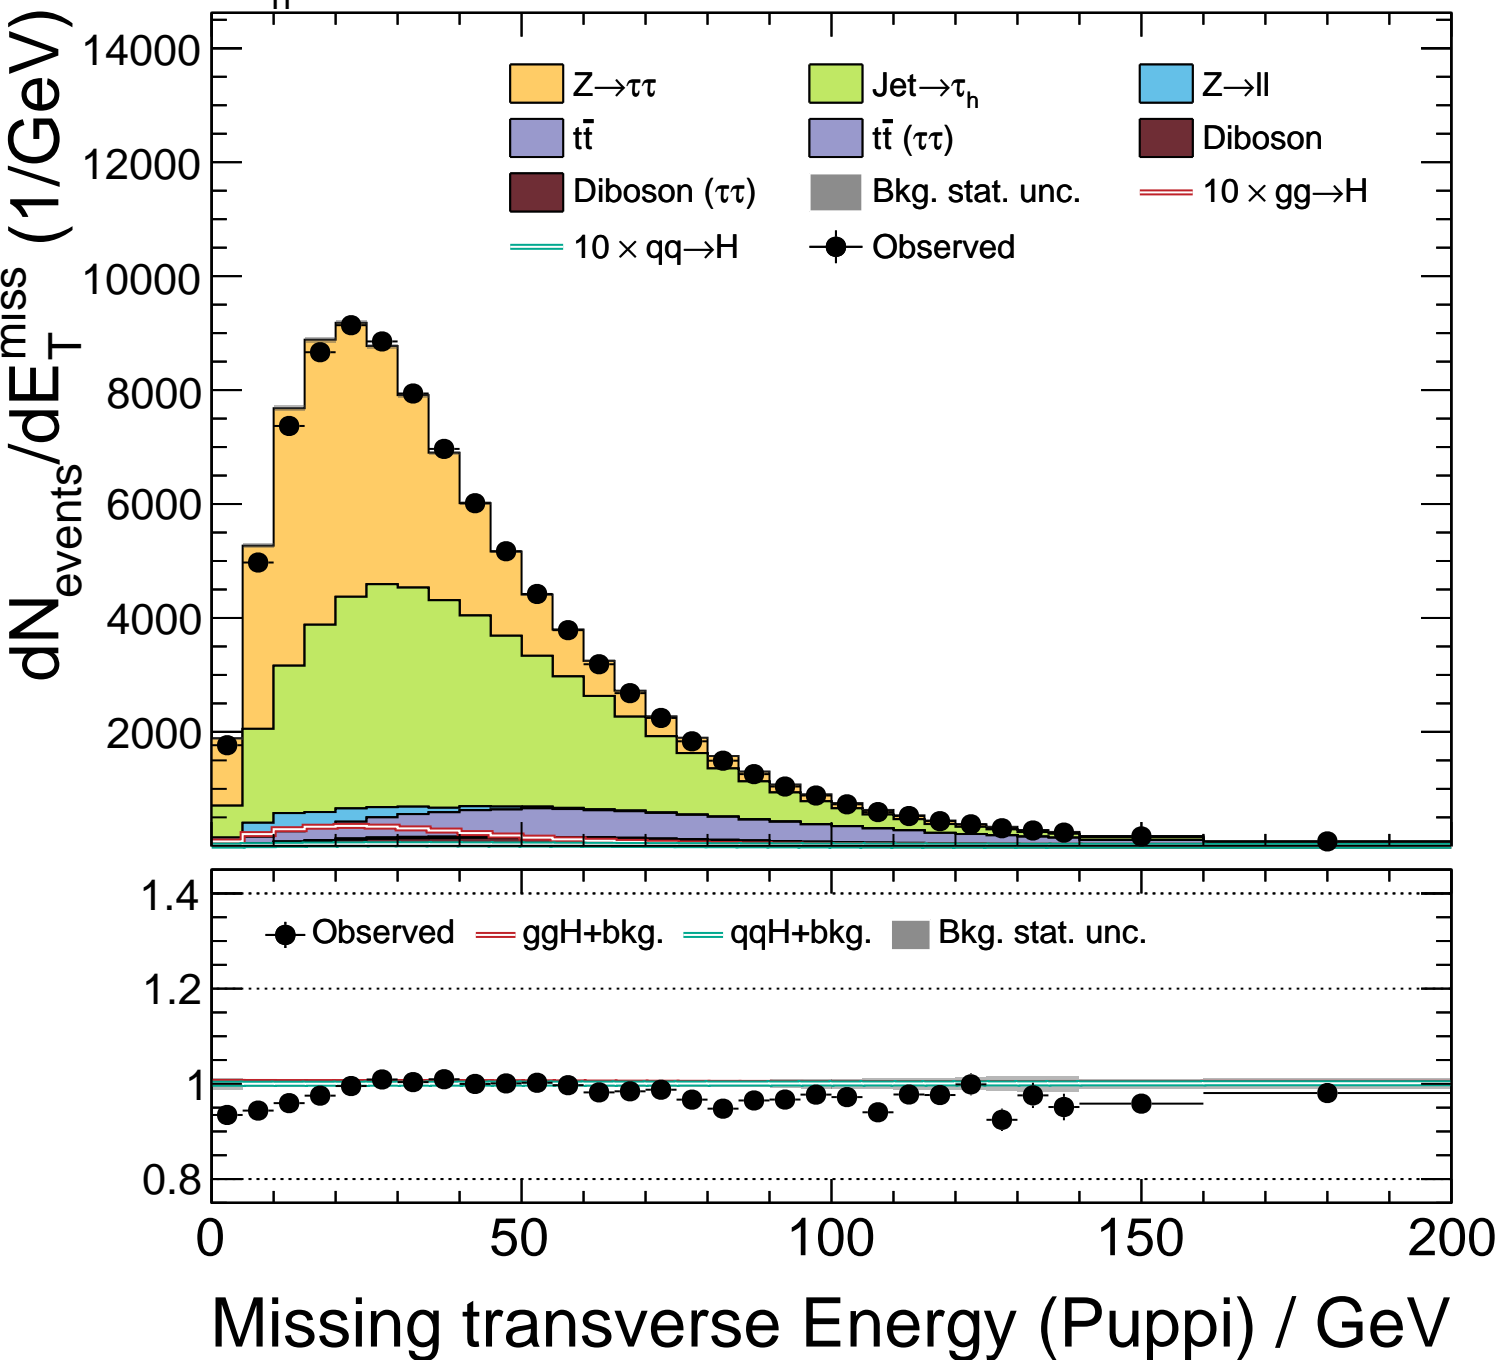 dN_events/dE_T^miss (1/GeV)
14000
12000
10000
8000
6000
4000
2000
Z→ττ Jet→τ_h Z→ll
tt̄ tt̄ (ττ) Diboson
Diboson (ττ) Bkg. stat. unc. 10 × gg→H
10 × qq→H Observed
1.4
1.2
1
0.8
Observed ggH+bkg. qqH+bkg. Bkg. stat. unc.
0 50 100 150 200
Missing transverse Energy (Puppi) / GeV